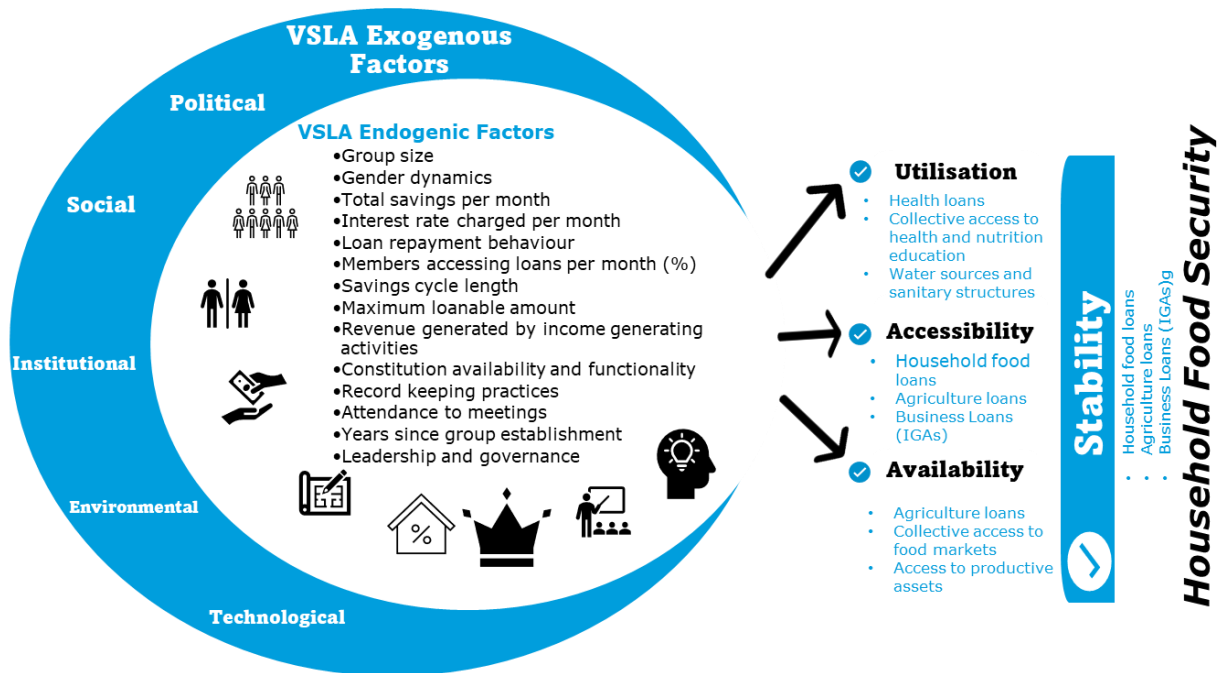 VSLA Exogenous
Factors
Political
Social
Institutional
Environmental
Technological
VSLA Endogenic Factors
•Group size
•Gender dynamics
•Total savings per month
•Interest rate charged per month
•Loan repayment behaviour
•Members accessing loans per month (%)
•Savings cycle length
•Maximum loanable amount
•Revenue generated by income generating
activities
•Constitution availability and functionality
•Record keeping practices
•Attendance to meetings
•Years since group establishment
•Leadership and governance
%
Utilisation
• Health loans
• Collective access to
health and nutrition
education
• Water sources and
sanitary structures
Accessibility
• Household food
loans
• Agriculture loans
• Business Loans
(IGAs)
Availability
• Agriculture loans
• Collective access to
food markets
• Access to productive
assets
Stability
• Household food loans
• Agriculture loans
• Business Loans (IGAs)g
Household Food Security